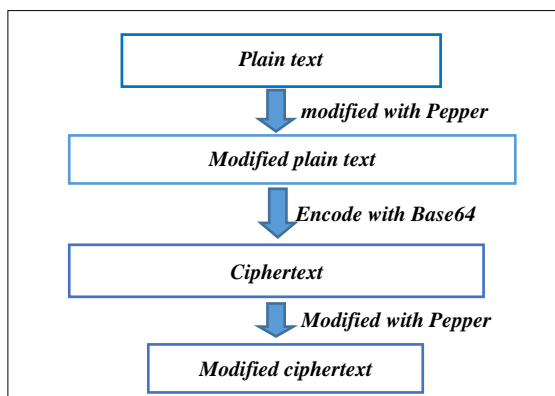 Plain text
modified with Pepper
Modified plain text
Encode with Base64
Ciphertext
Modified with Pepper
Modified ciphertext